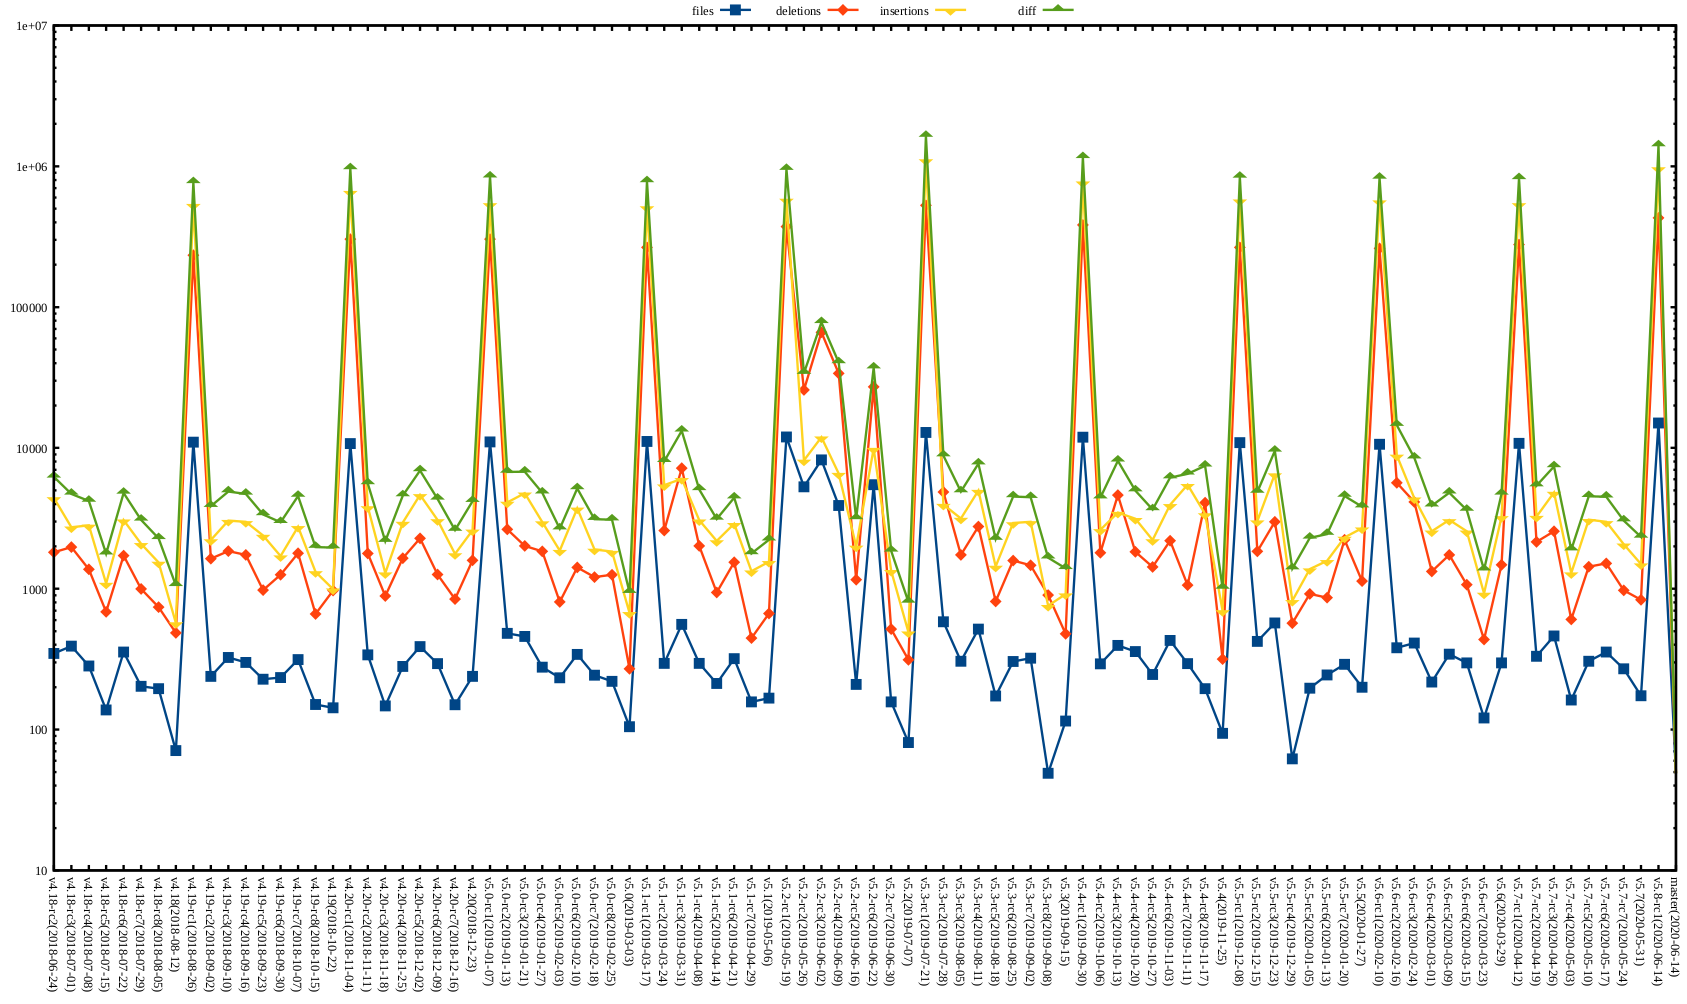 files
deletions
insertions
diff
1e+07
1e+06
100000
10000
1000
100
10
v4.18-rc2(2018-06-24)
v4.18-rc3(2018-07-01)
v4.18-rc4(2018-07-08)
v4.18-rc5(2018-07-15)
v4.18-rc6(2018-07-22)
v4.18-rc7(2018-07-29)
v4.18-rc8(2018-08-05)
v4.18(2018-08-12)
v4.19-rc1(2018-08-26)
v4.19-rc2(2018-09-02)
v4.19-rc3(2018-09-10)
v4.19-rc4(2018-09-16)
v4.19-rc5(2018-09-23)
v4.19-rc6(2018-09-30)
v4.19-rc7(2018-10-07)
v4.19-rc8(2018-10-15)
v4.19(2018-10-22)
v4.20-rc1(2018-11-04)
v4.20-rc2(2018-11-11)
v4.20-rc3(2018-11-18)
v4.20-rc4(2018-11-25)
v4.20-rc5(2018-12-02)
v4.20-rc6(2018-12-09)
v4.20-rc7(2018-12-16)
v4.20(2018-12-23)
v5.0-rc1(2019-01-07)
v5.0-rc2(2019-01-13)
v5.0-rc3(2019-01-21)
v5.0-rc4(2019-01-27)
v5.0-rc5(2019-02-03)
v5.0-rc6(2019-02-10)
v5.0-rc7(2019-02-18)
v5.0-rc8(2019-02-25)
v5.0(2019-03-03)
v5.1-rc1(2019-03-17)
v5.1-rc2(2019-03-24)
v5.1-rc3(2019-03-31)
v5.1-rc4(2019-04-08)
v5.1-rc5(2019-04-14)
v5.1-rc6(2019-04-21)
v5.1-rc7(2019-04-29)
v5.1(2019-05-06)
v5.2-rc1(2019-05-19)
v5.2-rc2(2019-05-26)
v5.2-rc3(2019-06-02)
v5.2-rc4(2019-06-09)
v5.2-rc5(2019-06-16)
v5.2-rc6(2019-06-22)
v5.2-rc7(2019-06-30)
v5.2(2019-07-07)
v5.3-rc1(2019-07-21)
v5.3-rc2(2019-07-28)
v5.3-rc3(2019-08-05)
v5.3-rc4(2019-08-11)
v5.3-rc5(2019-08-18)
v5.3-rc6(2019-08-25)
v5.3-rc7(2019-09-02)
v5.3-rc8(2019-09-08)
v5.3(2019-09-15)
v5.4-rc1(2019-09-30)
v5.4-rc2(2019-10-06)
v5.4-rc3(2019-10-13)
v5.4-rc4(2019-10-20)
v5.4-rc5(2019-10-27)
v5.4-rc6(2019-11-03)
v5.4-rc7(2019-11-11)
v5.4-rc8(2019-11-17)
v5.4(2019-11-25)
v5.5-rc1(2019-12-08)
v5.5-rc2(2019-12-15)
v5.5-rc3(2019-12-23)
v5.5-rc4(2019-12-29)
v5.5-rc5(2020-01-05)
v5.5-rc6(2020-01-13)
v5.5-rc7(2020-01-20)
v5.5(2020-01-27)
v5.6-rc1(2020-02-10)
v5.6-rc2(2020-02-16)
v5.6-rc3(2020-02-24)
v5.6-rc4(2020-03-01)
v5.6-rc5(2020-03-09)
v5.6-rc6(2020-03-15)
v5.6-rc7(2020-03-23)
v5.6(2020-03-29)
v5.7-rc1(2020-04-12)
v5.7-rc2(2020-04-19)
v5.7-rc3(2020-04-26)
v5.7-rc4(2020-05-03)
v5.7-rc5(2020-05-10)
v5.7-rc6(2020-05-17)
v5.7-rc7(2020-05-24)
v5.7(2020-05-31)
v5.8-rc1(2020-06-14)
master(2020-06-14)